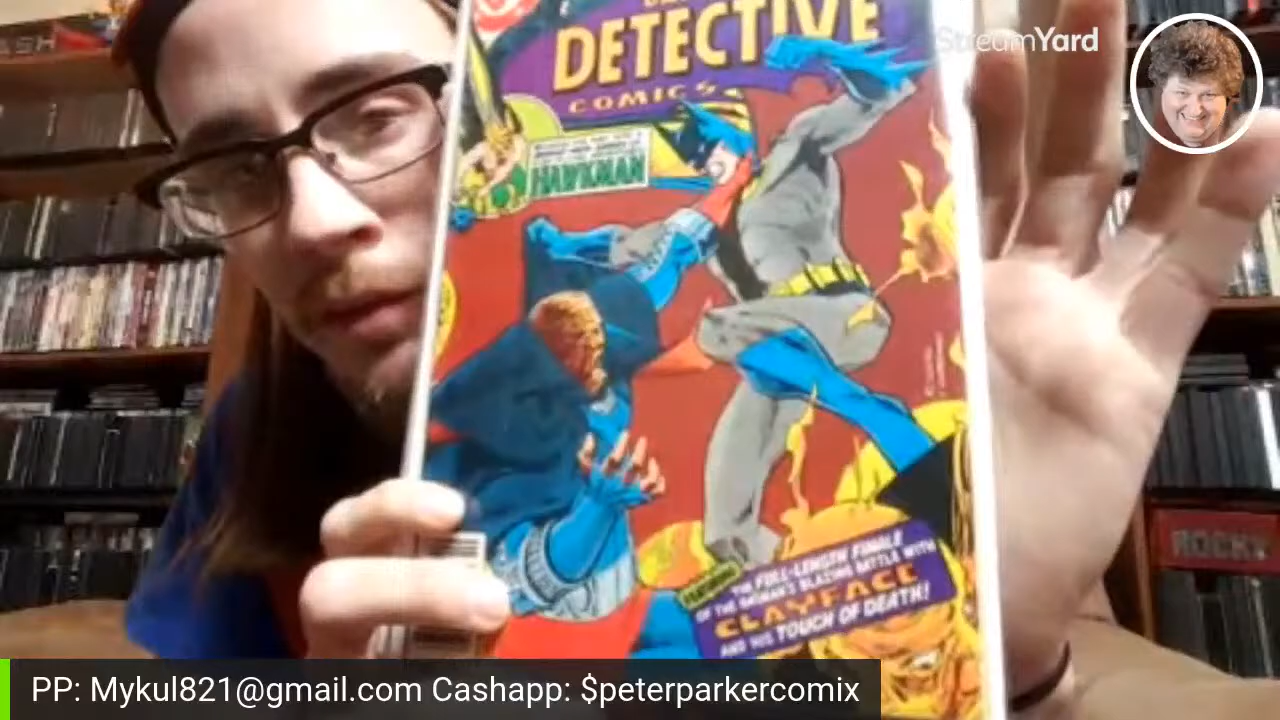 DETECTIVE
COMICS
StreamYard
HAWKMAN
THE FULL-LENGTH FINALE
OF THE BATMAN'S BLAZING BATTLE WITH
CLAYFACE
AND HIS TOUCH OF DEATH!
ROCKY
PP: Mykul821@gmail.com Cashapp: $peterparkercomix